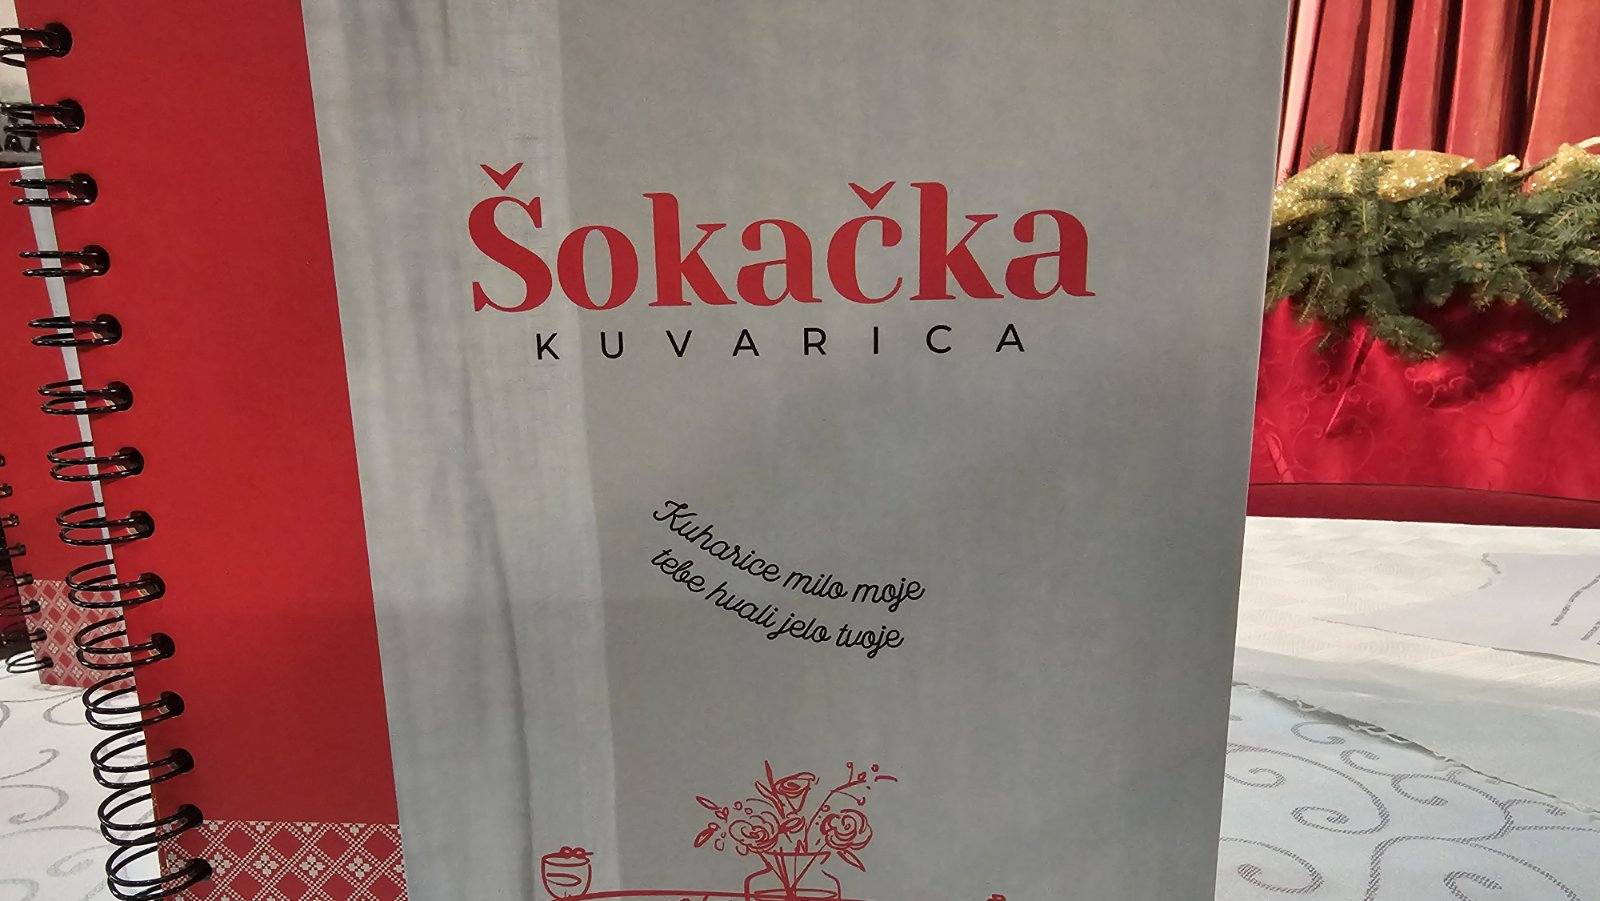 Šokačka
KUVARICA
Kuharice milo moje
tebe hvali jelo tvoje